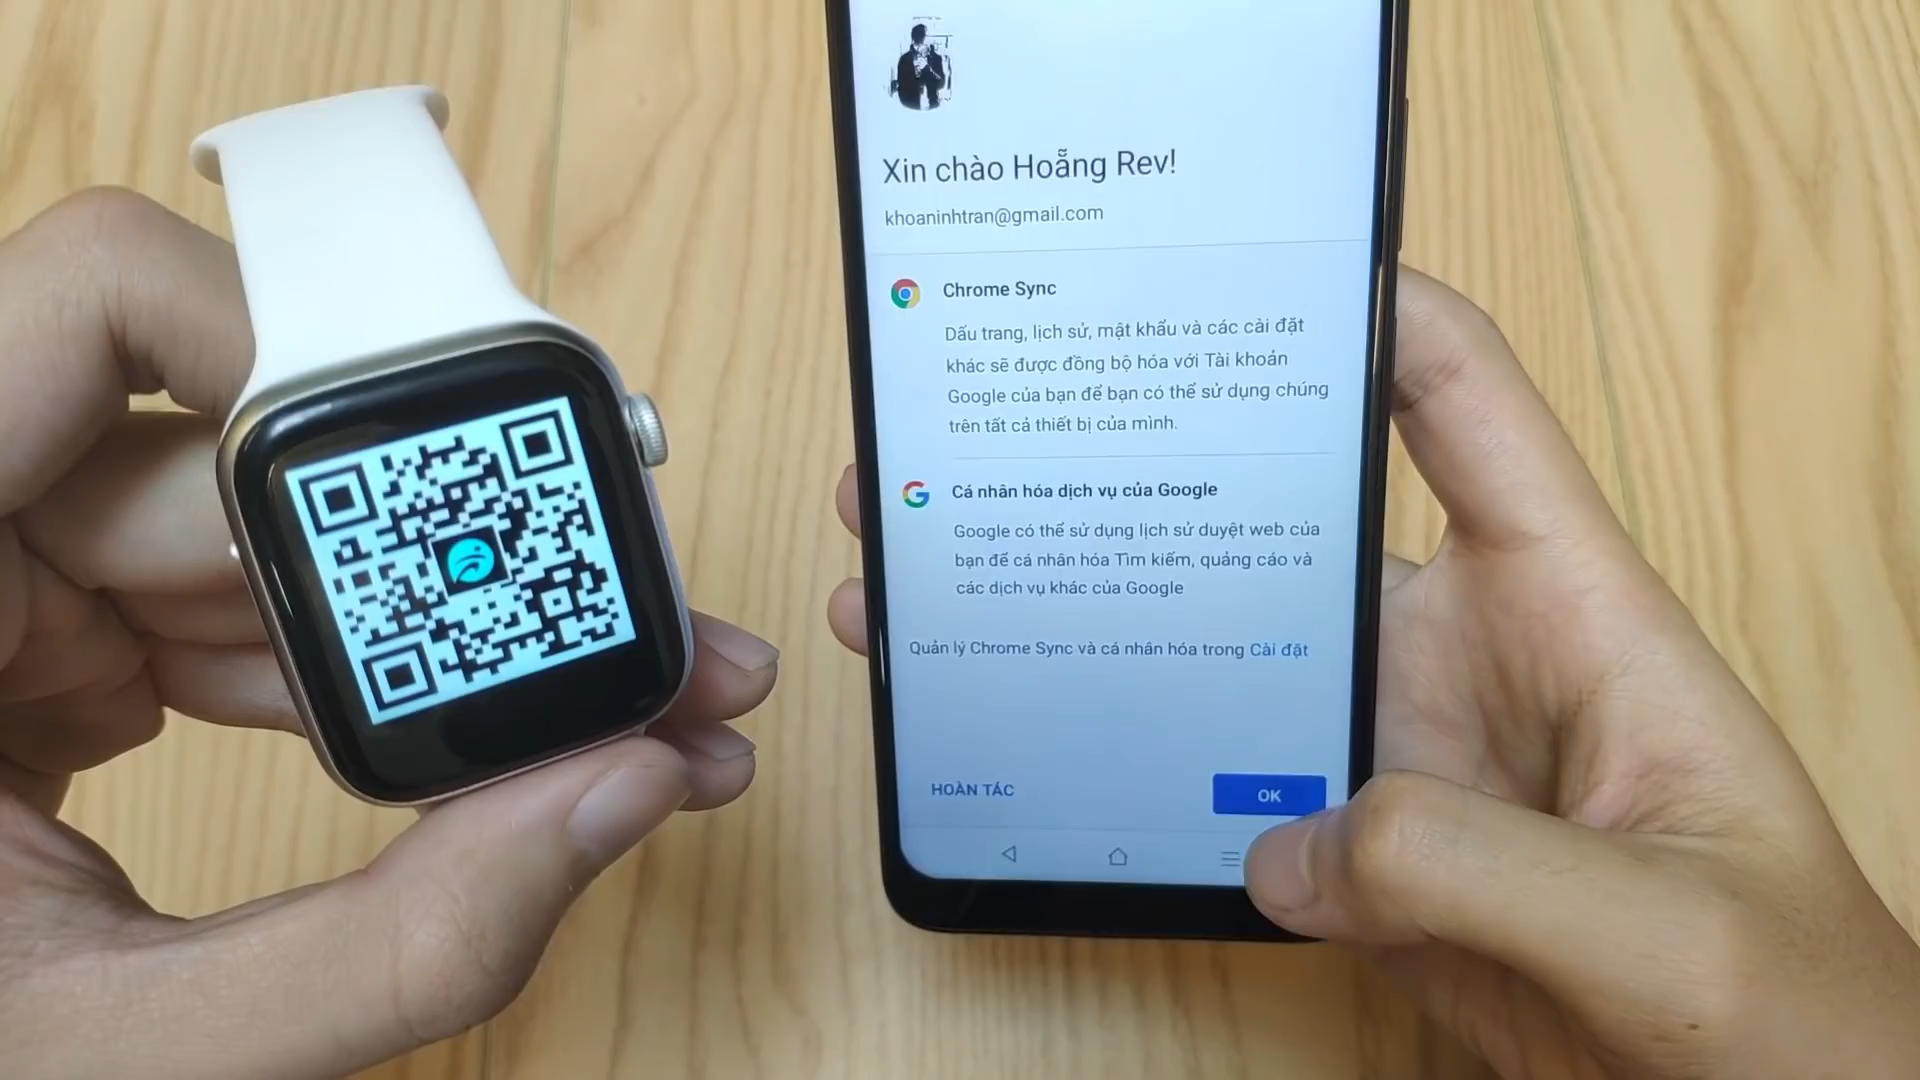 Xin chào Hoẵng Rev!
khoaninhtran@gmail.com
Chrome Sync
Dấu trang, lịch sử, mật khẩu và các cài đặt
khác sẽ được đồng bộ hóa với Tài khoản
Google của bạn để bạn có thể sử dụng chúng
trên tất cả thiết bị của mình.
Cá nhân hóa dịch vụ của Google
Google có thể sử dụng lịch sử duyệt web của
bạn để cá nhân hóa Tìm kiếm, quảng cáo và
các dịch vụ khác của Google
Quản lý Chrome Sync và cá nhân hóa trong Cài đặt
HOÀN TÁC
OK